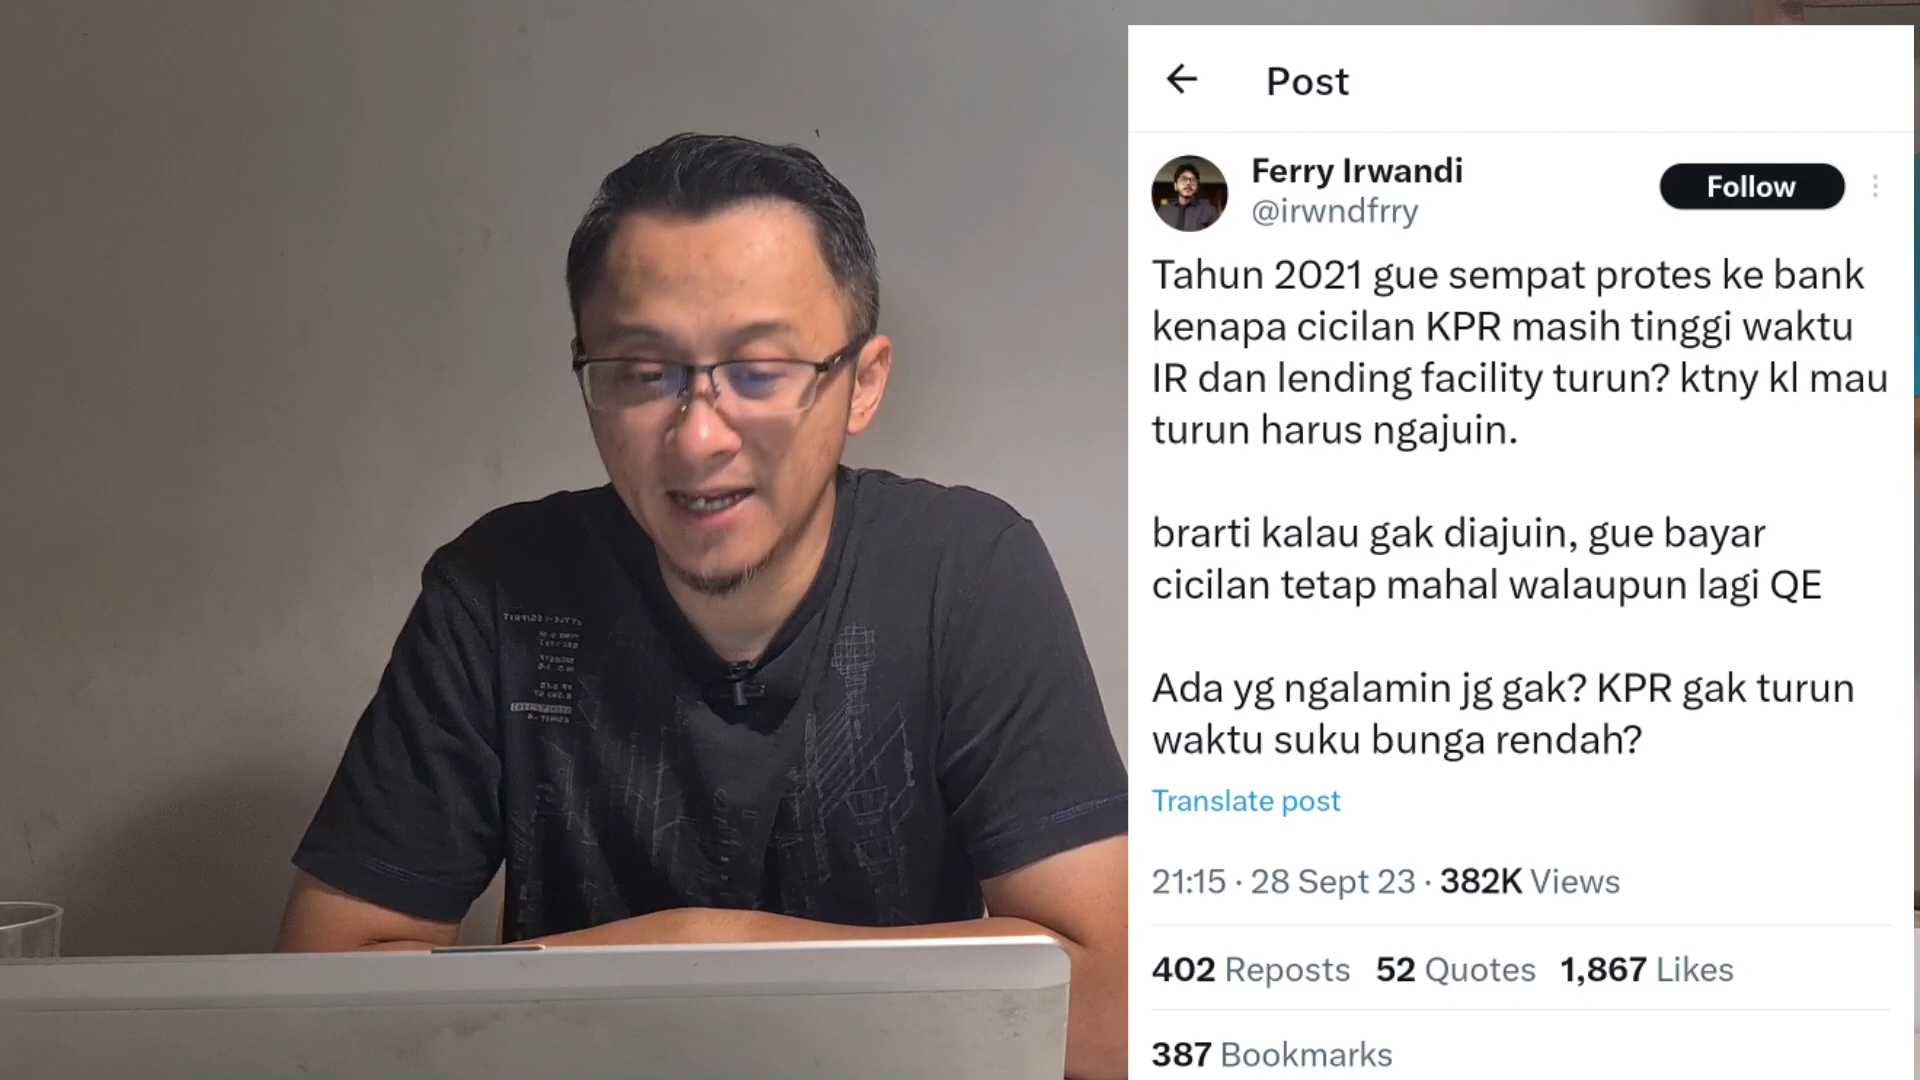 Post
Ferry Irwandi
Follow
@irwndfrry
Tahun 2021 gue sempat protes ke bank
kenapa cicilan KPR masih tinggi waktu
IR dan lending facility turun? ktny kl mau
turun harus ngajuin.
brarti kalau gak diajuin, gue bayar
cicilan tetap mahal walaupun lagi QE
Ada yg ngalamin jg gak? KPR gak turun
waktu suku bunga rendah?
Translate post
21:15 · 28 Sept 23 · 382K Views
402 Reposts 52 Quotes 1,867 Likes
387 Bookmarks